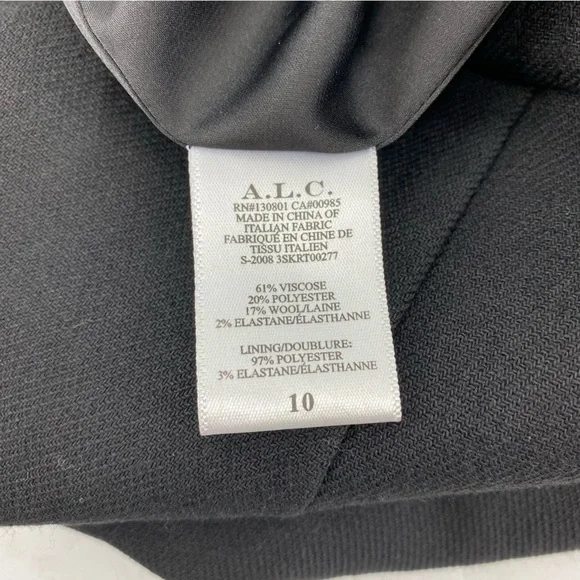 A.L.C.
RN#130801 CA#00985
MADE IN CHINA OF
ITALIAN FABRIC
FABRIQUÉ EN CHINE DE
TISSU ITALIEN
S-2008 3SKRT00277
61% VISCOSE
20% POLYESTER
17% WOOL/LAINE
2% ELASTANE/ÉLASTHANNE
LINING/DOUBLURE:
97% POLYESTER
3% ELASTANE/ÉLASTHANNE
10